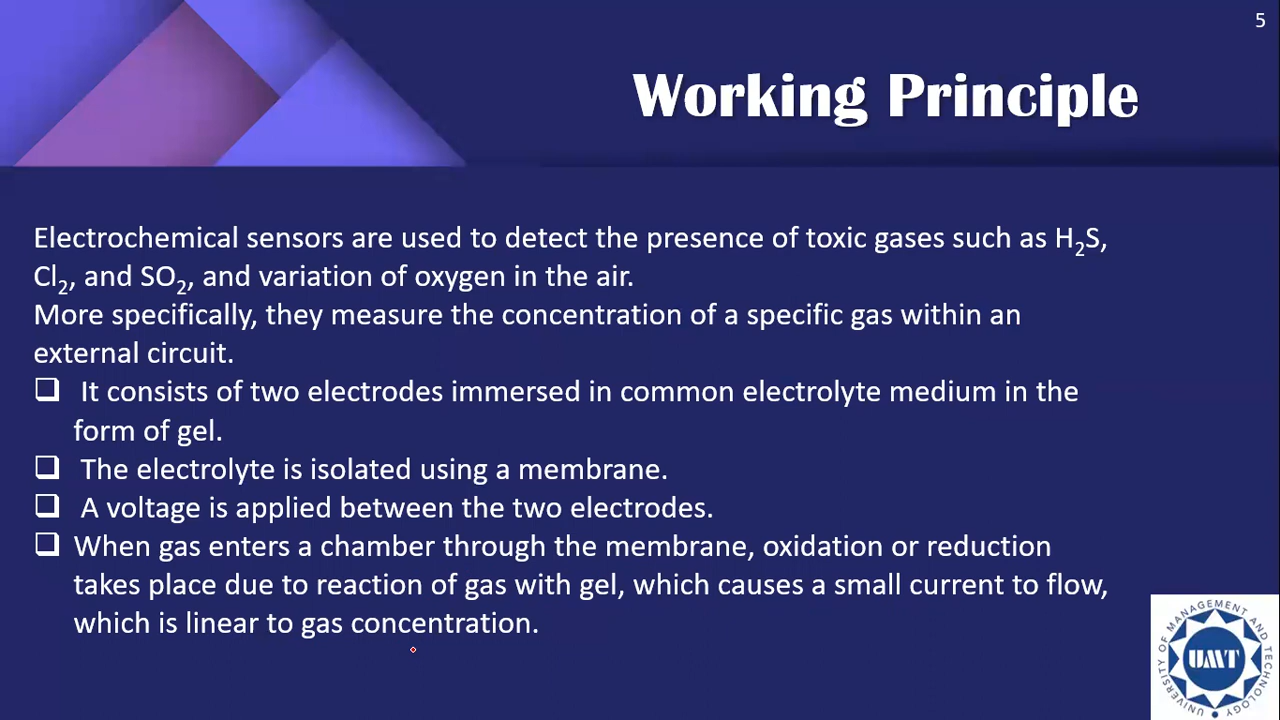 5
Working Principle
Electrochemical sensors are used to detect the presence of toxic gases such as H₂S,
Cl₂, and SO₂, and variation of oxygen in the air.
More specifically, they measure the concentration of a specific gas within an
external circuit.
❑ It consists of two electrodes immersed in common electrolyte medium in the
form of gel.
❑ The electrolyte is isolated using a membrane.
❑ A voltage is applied between the two electrodes.
❑ When gas enters a chamber through the membrane, oxidation or reduction
takes place due to reaction of gas with gel, which causes a small current to flow,
which is linear to gas concentration.
UNIVERSITY OF MANAGEMENT AND TECHNOLOGY
UMT